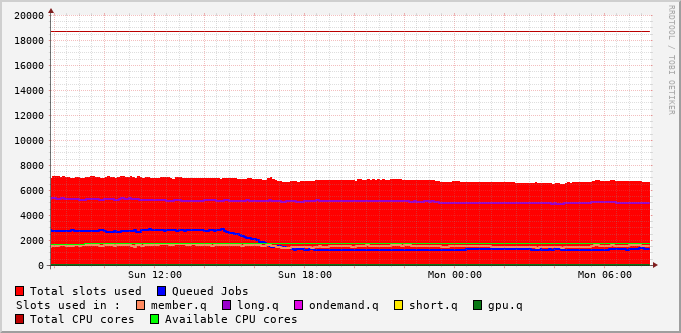 20000
18000
16000
14000
12000
10000
8000
6000
4000
2000
0
Sun 12:00 Sun 18:00 Mon 00:00 Mon 06:00
Total slots used Queued Jobs
Slots used in : member.q long.q ondemand.q short.q gpu.q
Total CPU cores Available CPU cores
RRDTOOL / TOBI OETIKER